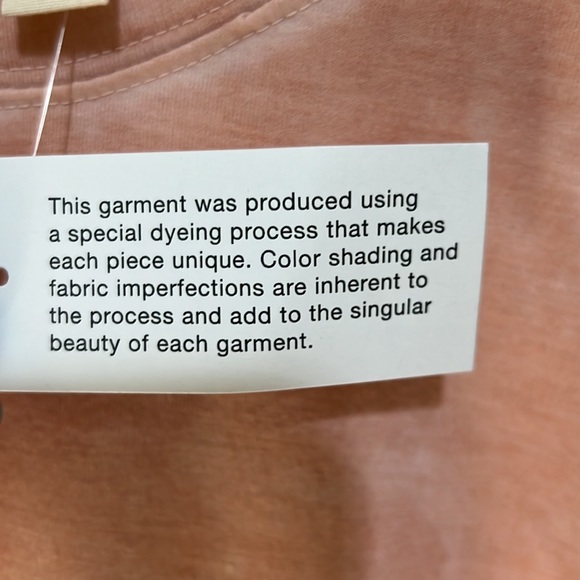 This garment was produced using
a special dyeing process that makes
each piece unique. Color shading and
fabric imperfections are inherent to
the process and add to the singular
beauty of each garment.